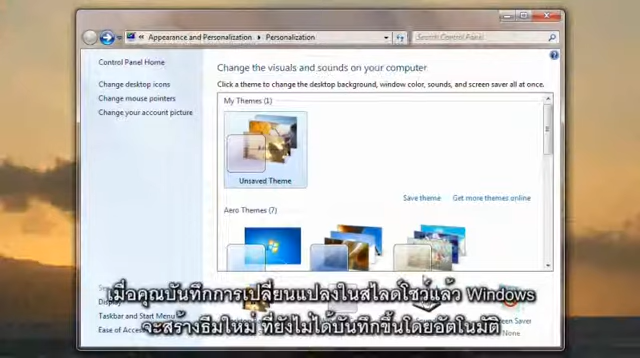 « Appearance and Personalization ▸ Personalization
Search Control Panel
Control Panel Home
Change desktop icons
Change mouse pointers
Change your account picture
Change the visuals and sounds on your computer
Click a theme to change the desktop background, window color, sounds, and screen saver all at once.
My Themes (1)
Unsaved Theme
Save theme
Get more themes online
Aero Themes (7)
เมื่อคุณบันทึกการเปลี่ยนแปลงในสไลด์โชว์แล้ว Windows
จะสร้างธีมใหม่ ที่ยังไม่ได้บันทึกขึ้นโดยอัตโนมัติ
Taskbar and Start Menu
Ease of Access
Screen Saver